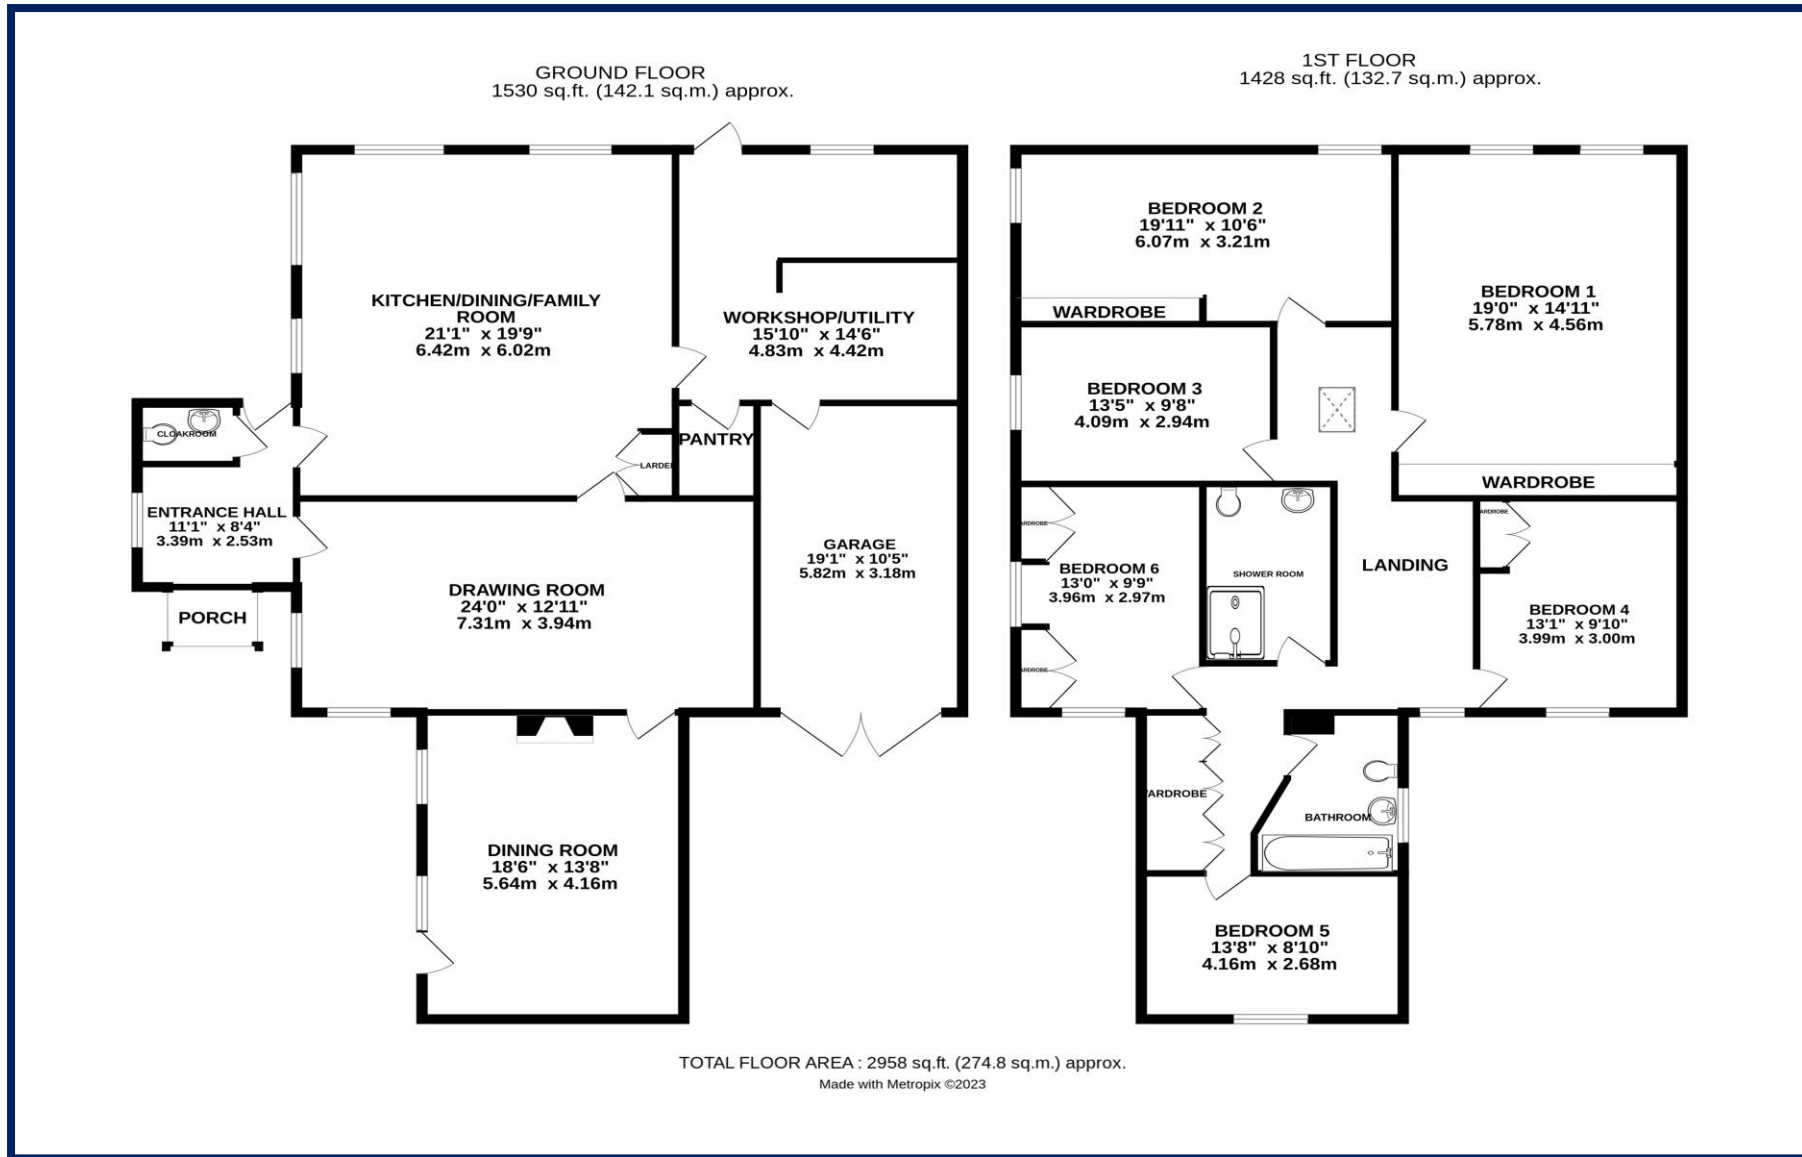 GROUND FLOOR
1530 sq.ft. (142.1 sq.m.) approx.
1ST FLOOR
1428 sq.ft. (132.7 sq.m.) approx.
KITCHEN/DINING/FAMILY
ROOM
21'1" x 19'9"
6.42m x 6.02m
WORKSHOP/UTILITY
15'10" x 14'6"
4.83m x 4.42m
CLOAKROOM
PANTRY
LARDE
ENTRANCE HALL
11'1" x 8'4"
3.39m x 2.53m
GARAGE
19'1" x 10'5"
5.82m x 3.18m
DRAWING ROOM
24'0" x 12'11"
7.31m x 3.94m
PORCH
DINING ROOM
18'6" x 13'8"
5.64m x 4.16m
BEDROOM 2
19'11" x 10'6"
6.07m x 3.21m
WARDROBE
BEDROOM 1
19'0" x 14'11"
5.78m x 4.56m
WARDROBE
BEDROOM 3
13'5" x 9'8"
4.09m x 2.94m
ARDROBE
BEDROOM 6
13'0" x 9'9"
3.96m x 2.97m
ARDROBE
SHOWER ROOM
LANDING
ARDROBE
BEDROOM 4
13'1" x 9'10"
3.99m x 3.00m
ARDROBE
BATHROOM
BEDROOM 5
13'8" x 8'10"
4.16m x 2.68m
TOTAL FLOOR AREA : 2958 sq.ft. (274.8 sq.m.) approx.
Made with Metropix ©2023